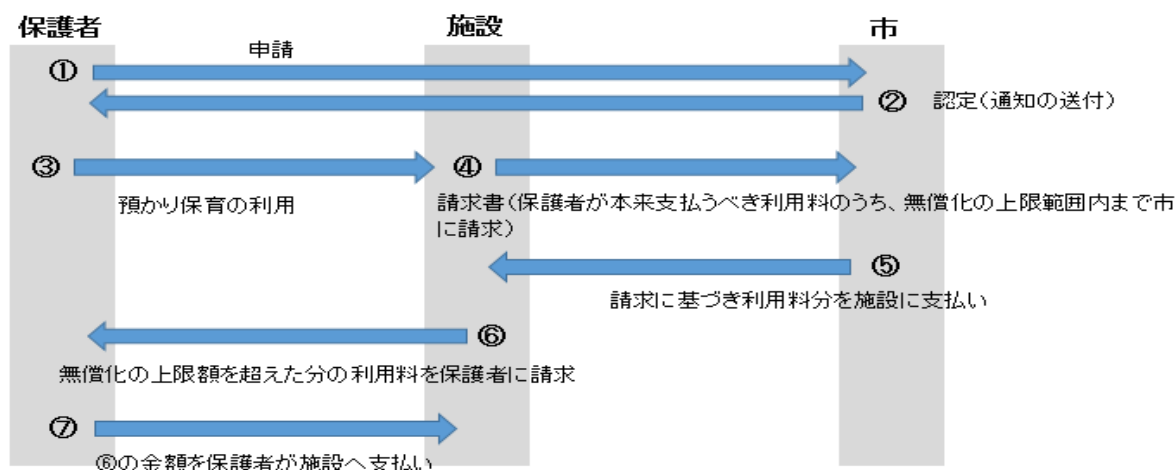 保護者
施設
市
申請
①
② 認定(通知の送付)
③
④
預かり保育の利用
請求書(保護者が本来支払うべき利用料のうち、無償化の上限範囲内まで市
に請求)
⑤
請求に基づき利用料分を施設に支払い
⑥
無償化の上限額を超えた分の利用料を保護者に請求
⑦
⑥の金額を保護者が施設へ支払い